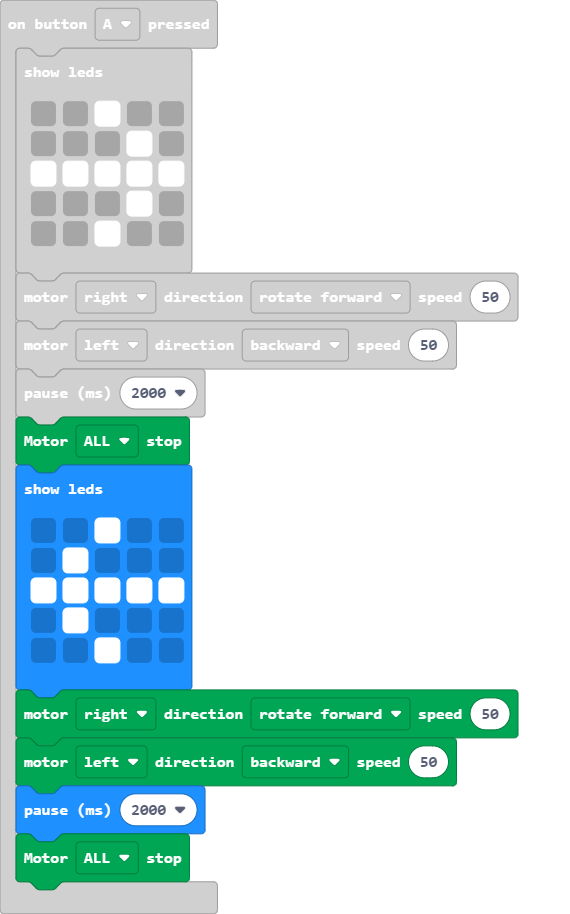 on button A pressed
show leds
motor right direction rotate forward speed 50
motor left direction backward speed 50
pause (ms) 2000
Motor ALL stop
show leds
motor right direction rotate forward speed 50
motor left direction backward speed 50
pause (ms) 2000
Motor ALL stop